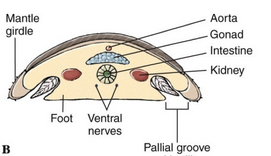 Mantle
girdle
Aorta
Gonad
Intestine
Kidney
Foot
Ventral
nerves
Pallial groove
B